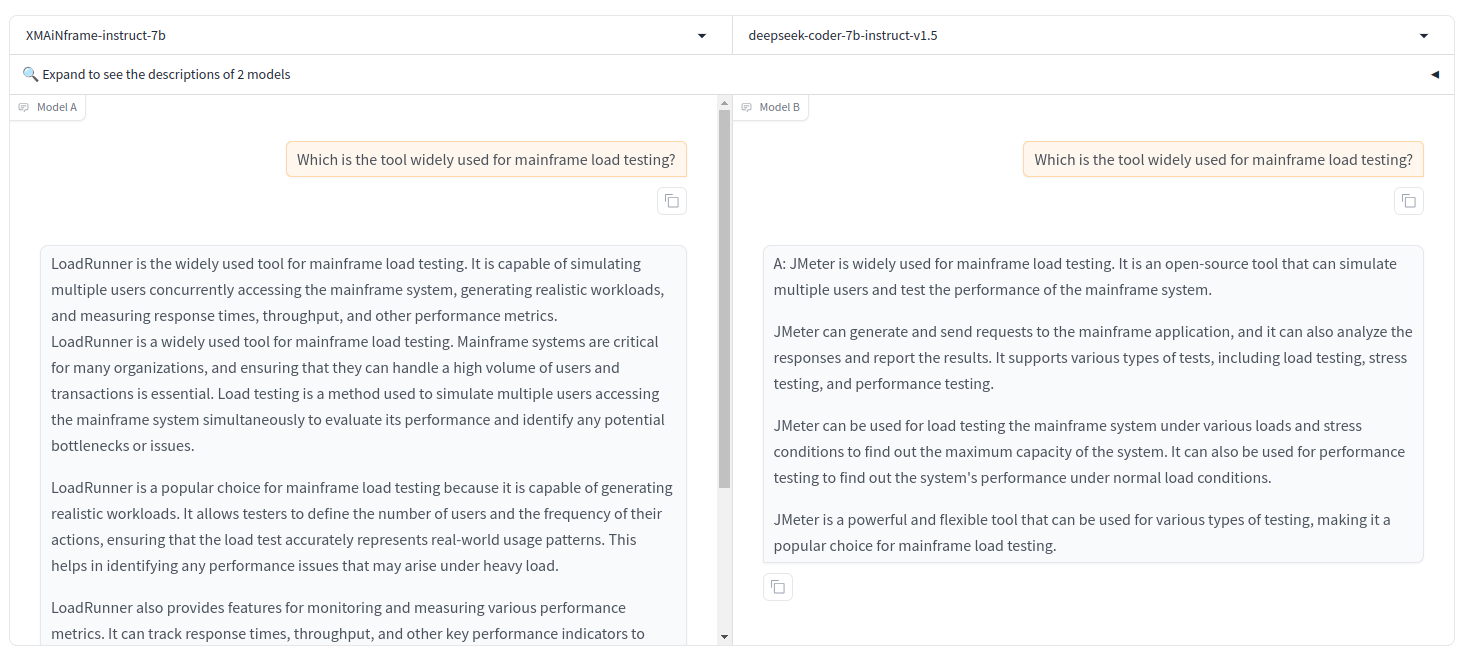 XMAiNframe-instruct-7b
deepseek-coder-7b-instruct-v1.5
🔍 Expand to see the descriptions of 2 models
Model A
Which is the tool widely used for mainframe load testing?
LoadRunner is the widely used tool for mainframe load testing. It is capable of simulating
multiple users concurrently accessing the mainframe system, generating realistic workloads,
and measuring response times, throughput, and other performance metrics.
LoadRunner is a widely used tool for mainframe load testing. Mainframe systems are critical
for many organizations, and ensuring that they can handle a high volume of users and
transactions is essential. Load testing is a method used to simulate multiple users accessing
the mainframe system simultaneously to evaluate its performance and identify any potential
bottlenecks or issues.
LoadRunner is a popular choice for mainframe load testing because it is capable of generating
realistic workloads. It allows testers to define the number of users and the frequency of their
actions, ensuring that the load test accurately represents real-world usage patterns. This
helps in identifying any performance issues that may arise under heavy load.
LoadRunner also provides features for monitoring and measuring various performance
metrics. It can track response times, throughput, and other key performance indicators to
Model B
Which is the tool widely used for mainframe load testing?
A: JMeter is widely used for mainframe load testing. It is an open-source tool that can simulate
multiple users and test the performance of the mainframe system.
JMeter can generate and send requests to the mainframe application, and it can also analyze the
responses and report the results. It supports various types of tests, including load testing, stress
testing, and performance testing.
JMeter can be used for load testing the mainframe system under various loads and stress
conditions to find out the maximum capacity of the system. It can also be used for performance
testing to find out the system's performance under normal load conditions.
JMeter is a powerful and flexible tool that can be used for various types of testing, making it a
popular choice for mainframe load testing.